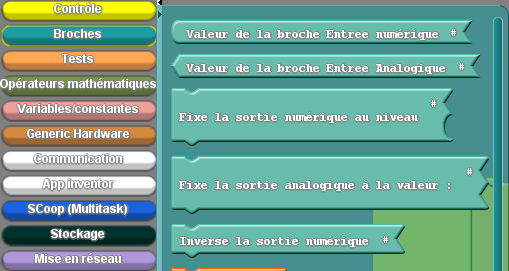 Contrôle
Broches
Tests
Opérateurs mathématiques
Variables/constantes
Generic Hardware
Communication
App inventor
SCoop (Multitask)
Stockage
Mise en réseau
Valeur de la broche Entree numérique #
Valeur de la broche Entree Analogique #
#
Fixe la sortie numérique au niveau
#
Fixe la sortie analogique à la valeur :
Inverse la sortie numérique #